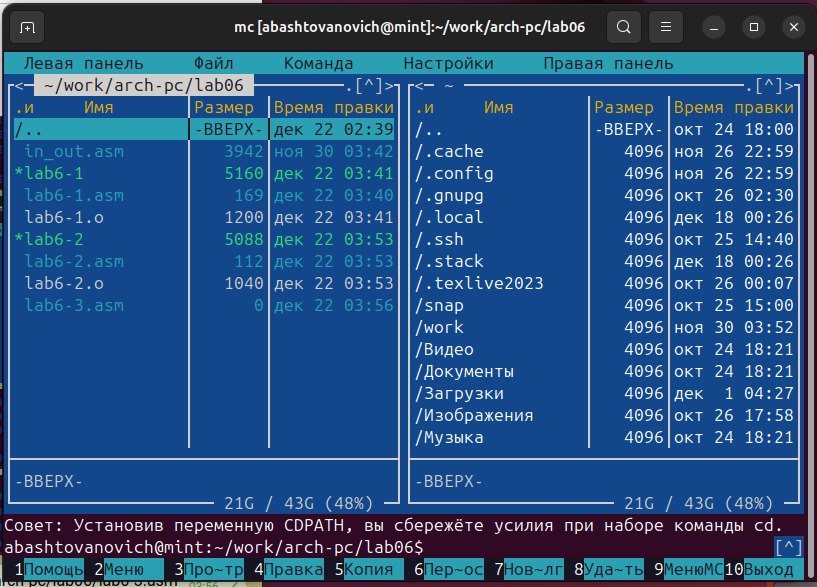 mc [abashtovanovich@mint]:~/work/arch-pc/lab06
Левая панель Файл Команда Настройки Правая панель
<— ~/work/arch-pc/lab06 .[^]> <— ~ .[^]>
.и Имя Размер Время правки .и Имя Размер Время правки
/.. -ВВЕРХ- дек 22 02:39 /.. -ВВЕРХ- окт 24 18:00
in_out.asm 3942 ноя 30 03:42 /.cache 4096 ноя 26 22:59
*lab6-1 5160 дек 22 03:41 /.config 4096 ноя 26 22:59
lab6-1.asm 169 дек 22 03:40 /.gnupg 4096 окт 26 02:30
lab6-1.o 1200 дек 22 03:41 /.local 4096 дек 18 00:26
*lab6-2 5088 дек 22 03:53 /.ssh 4096 окт 25 14:40
lab6-2.asm 112 дек 22 03:53 /.stack 4096 дек 18 00:26
lab6-2.o 1040 дек 22 03:53 /.texlive2023 4096 окт 26 00:07
lab6-3.asm 0 дек 22 03:56 /snap 4096 окт 25 15:00
/work 4096 ноя 30 03:52
/Видео 4096 окт 24 18:21
/Документы 4096 окт 24 18:21
/Загрузки 4096 дек 1 04:27
/Изображения 4096 окт 26 17:58
/Музыка 4096 окт 24 18:21
-ВВЕРХ- -ВВЕРХ-
21G / 43G (48%) 21G / 43G (48%)
Совет: Установив переменную CDPATH, вы сбережёте усилия при наборе команды cd.
abashtovanovich@mint:~/work/arch-pc/lab06$ [^]
1Помощь 2Меню 3Про~тр 4Правка 5Копия 6Пер~ос 7Нов~лг 8Уда~ть 9МенюMC 10Выход